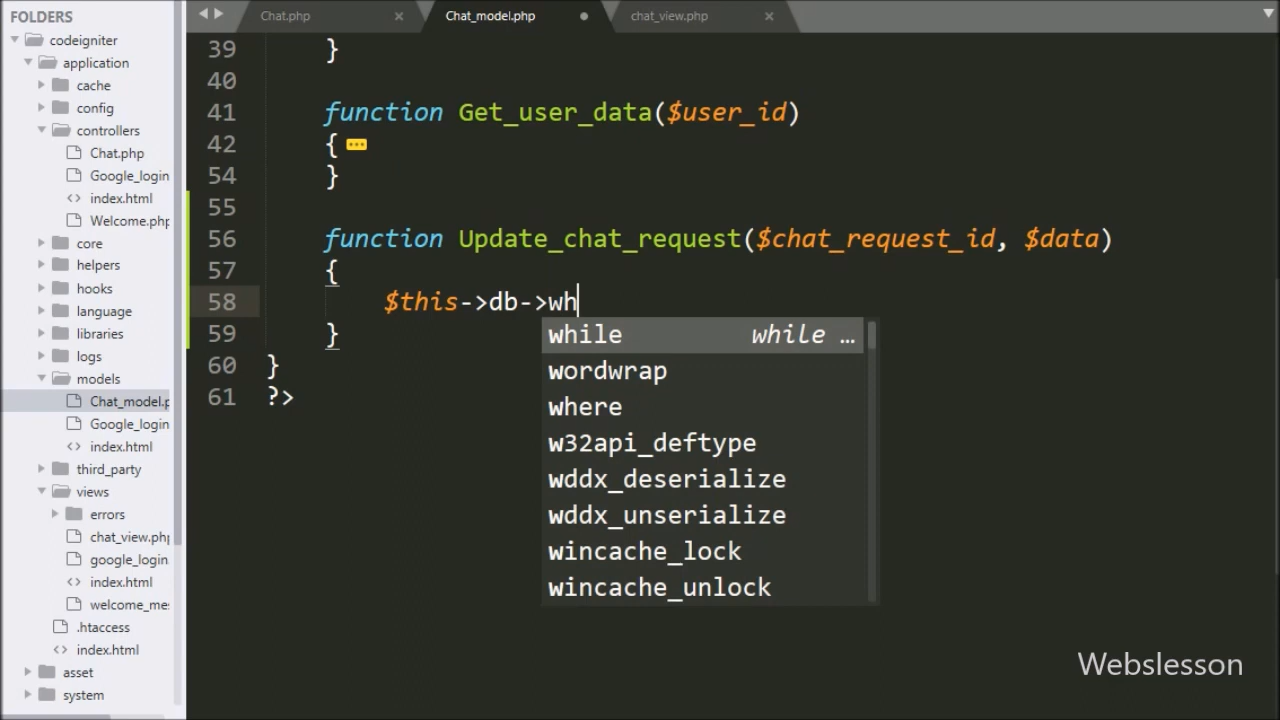 FOLDERS
codeigniter
application
cache
config
controllers
Chat.php
Google_login
index.html
Welcome.php
core
helpers
hooks
language
libraries
logs
models
Chat_model.p
Google_login
index.html
third_party
views
errors
chat_view.php
google_login
index.html
welcome_me
.htaccess
index.html
asset
system
Chat.php × Chat_model.php chat_view.php ×
39 }
40
41 function Get_user_data($user_id)
42 {
54 }
55
56 function Update_chat_request($chat_request_id, $data)
57 {
58 $this->db->wh
59 }
60 }
61 ?>
while while …
wordwrap
where
w32api_deftype
wddx_deserialize
wddx_unserialize
wincache_lock
wincache_unlock
Webslesson